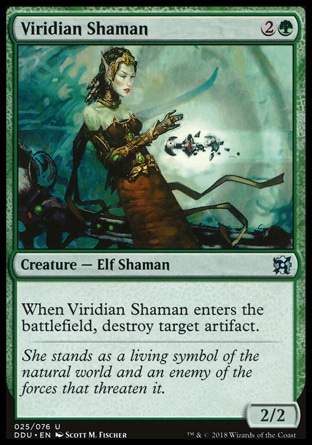 Viridian Shaman 2
Creature — Elf Shaman
When Viridian Shaman enters the
battlefield, destroy target artifact.
She stands as a living symbol of the
natural world and an enemy of the
forces that threaten it.
2/2
025/076 U
DDU • EN Scott M. Fischer
™ & © 2018 Wizards of the Coast